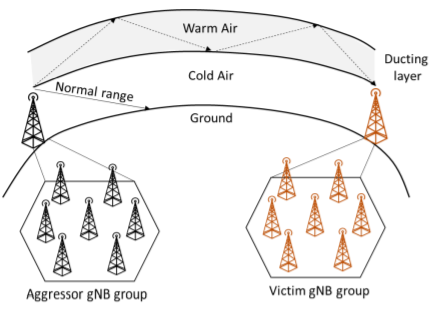 Warm Air
Ducting
layer
Cold Air
Normal range
Ground
Aggressor gNB group
Victim gNB group